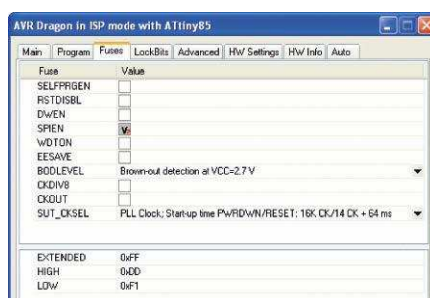 AVR Dragon in ISP mode with ATtiny85
Main Program Fuses LockBits Advanced HW Settings HW Info Auto
Fuse Value
SELFPRGEN
RSTDISBL
DWEN
SPIEN
WDTON
EESAVE
BODLEVEL Brown-out detection at VCC=2.7 V
CKDIV8
CKOUT
SUT_CKSEL PLL Clock; Start-up time PWRDWN/RESET: 16K CK/14 CK + 64 ms
EXTENDED 0xFF
HIGH 0xDD
LOW 0xF1